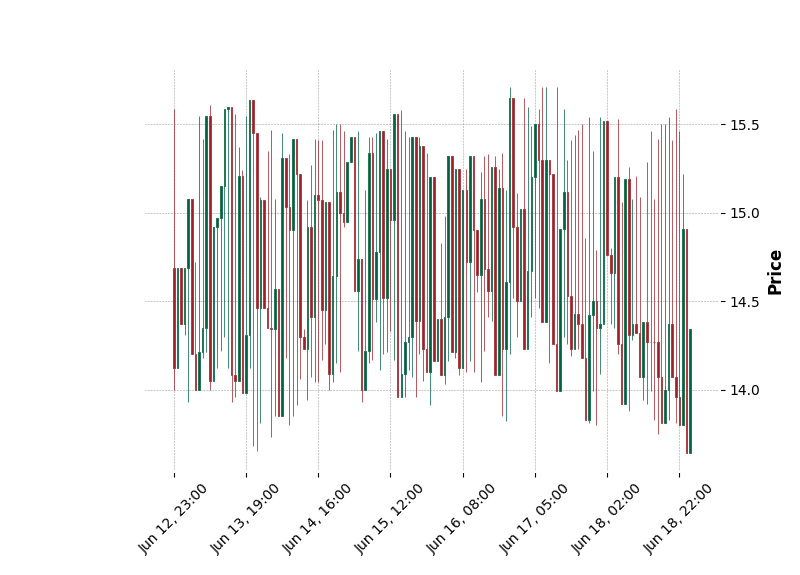 15.5
15.0
14.5
14.0
Price
Jun 12, 23:00
Jun 13, 19:00
Jun 14, 16:00
Jun 15, 12:00
Jun 16, 08:00
Jun 17, 05:00
Jun 18, 02:00
Jun 18, 22:00